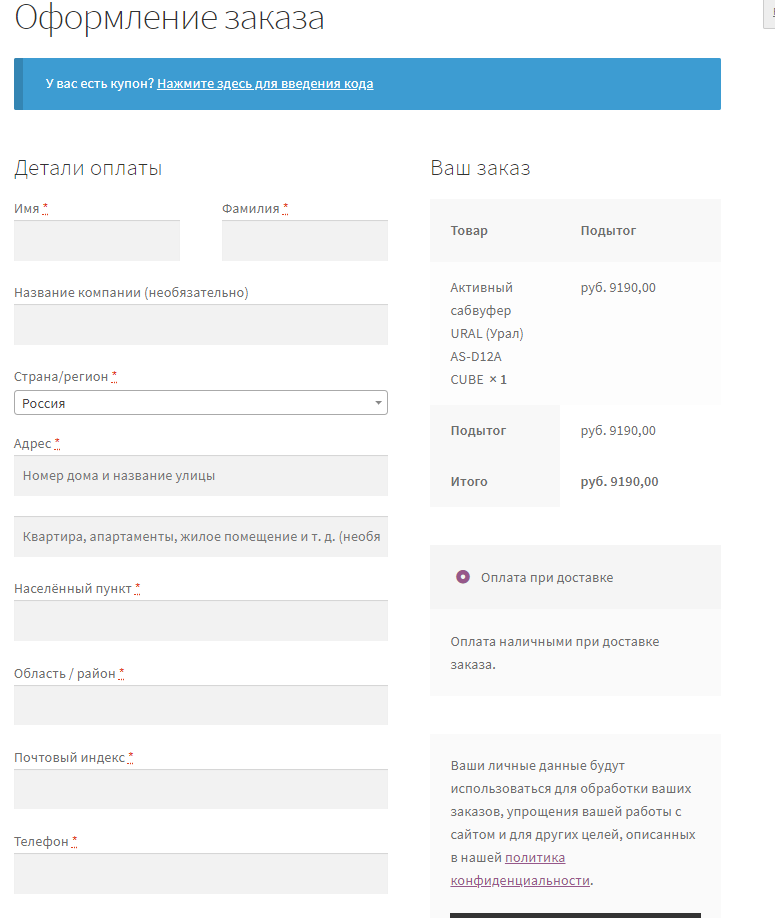 Оформление заказа
У вас есть купон? Нажмите здесь для введения кода
Детали оплаты
Имя *
Фамилия *
Название компании (необязательно)
Страна/регион *
Россия
Адрес *
Номер дома и название улицы
Квартира, апартаменты, жилое помещение и т. д. (необя
Населённый пункт *
Область / район *
Почтовый индекс *
Телефон *
Ваш заказ
Товар Подытог
Активный руб. 9190,00
сабвуфер
URAL (Урал)
AS-D12A
CUBE × 1
Подытог руб. 9190,00
Итого руб. 9190,00
Оплата при доставке
Оплата наличными при доставке
заказа.
Ваши личные данные будут
использоваться для обработки ваших
заказов, упрощения вашей работы с
сайтом и для других целей, описанных
в нашей политика
конфиденциальности.